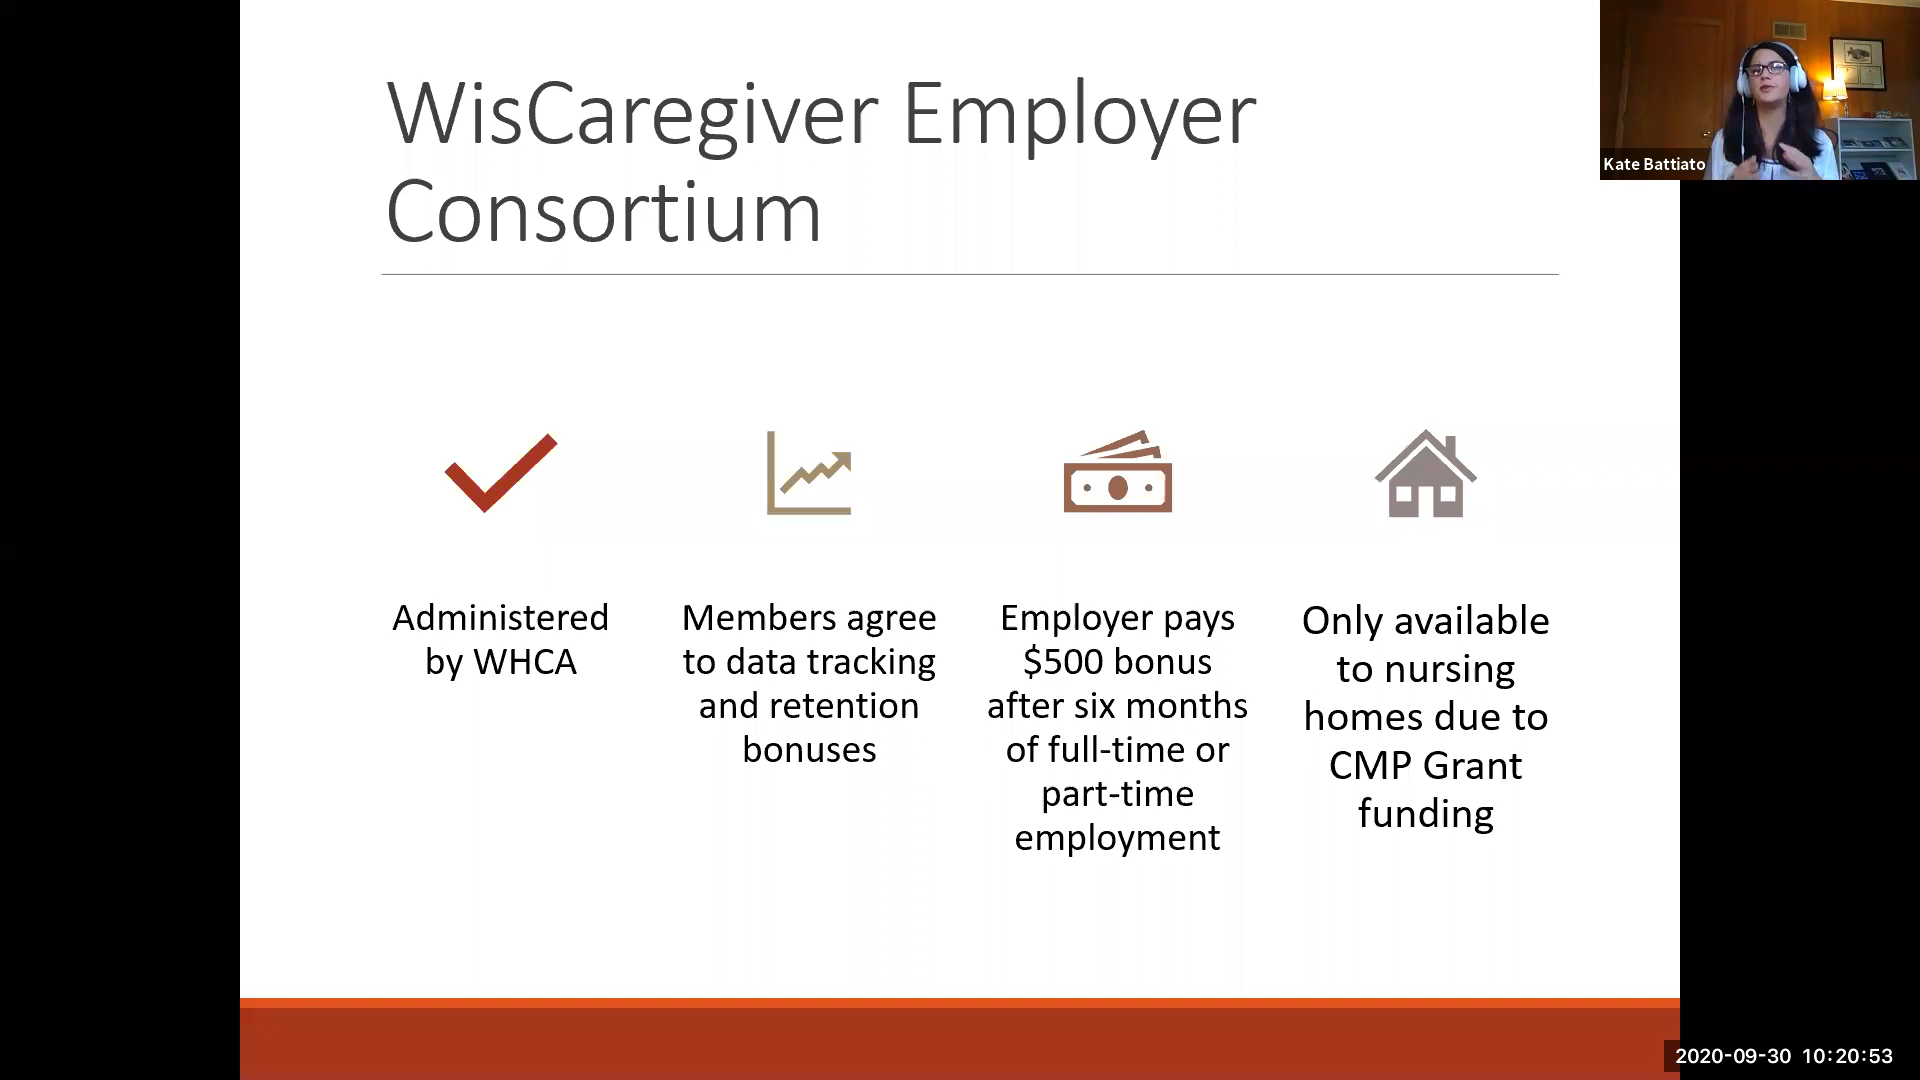 WisCaregiver Employer
Consortium
Kate Battiato
Administered
by WHCA
Members agree
to data tracking
and retention
bonuses
Employer pays
$500 bonus
after six months
of full-time or
part-time
employment
Only available
to nursing
homes due to
CMP Grant
funding
2020-09-30 10:20:53